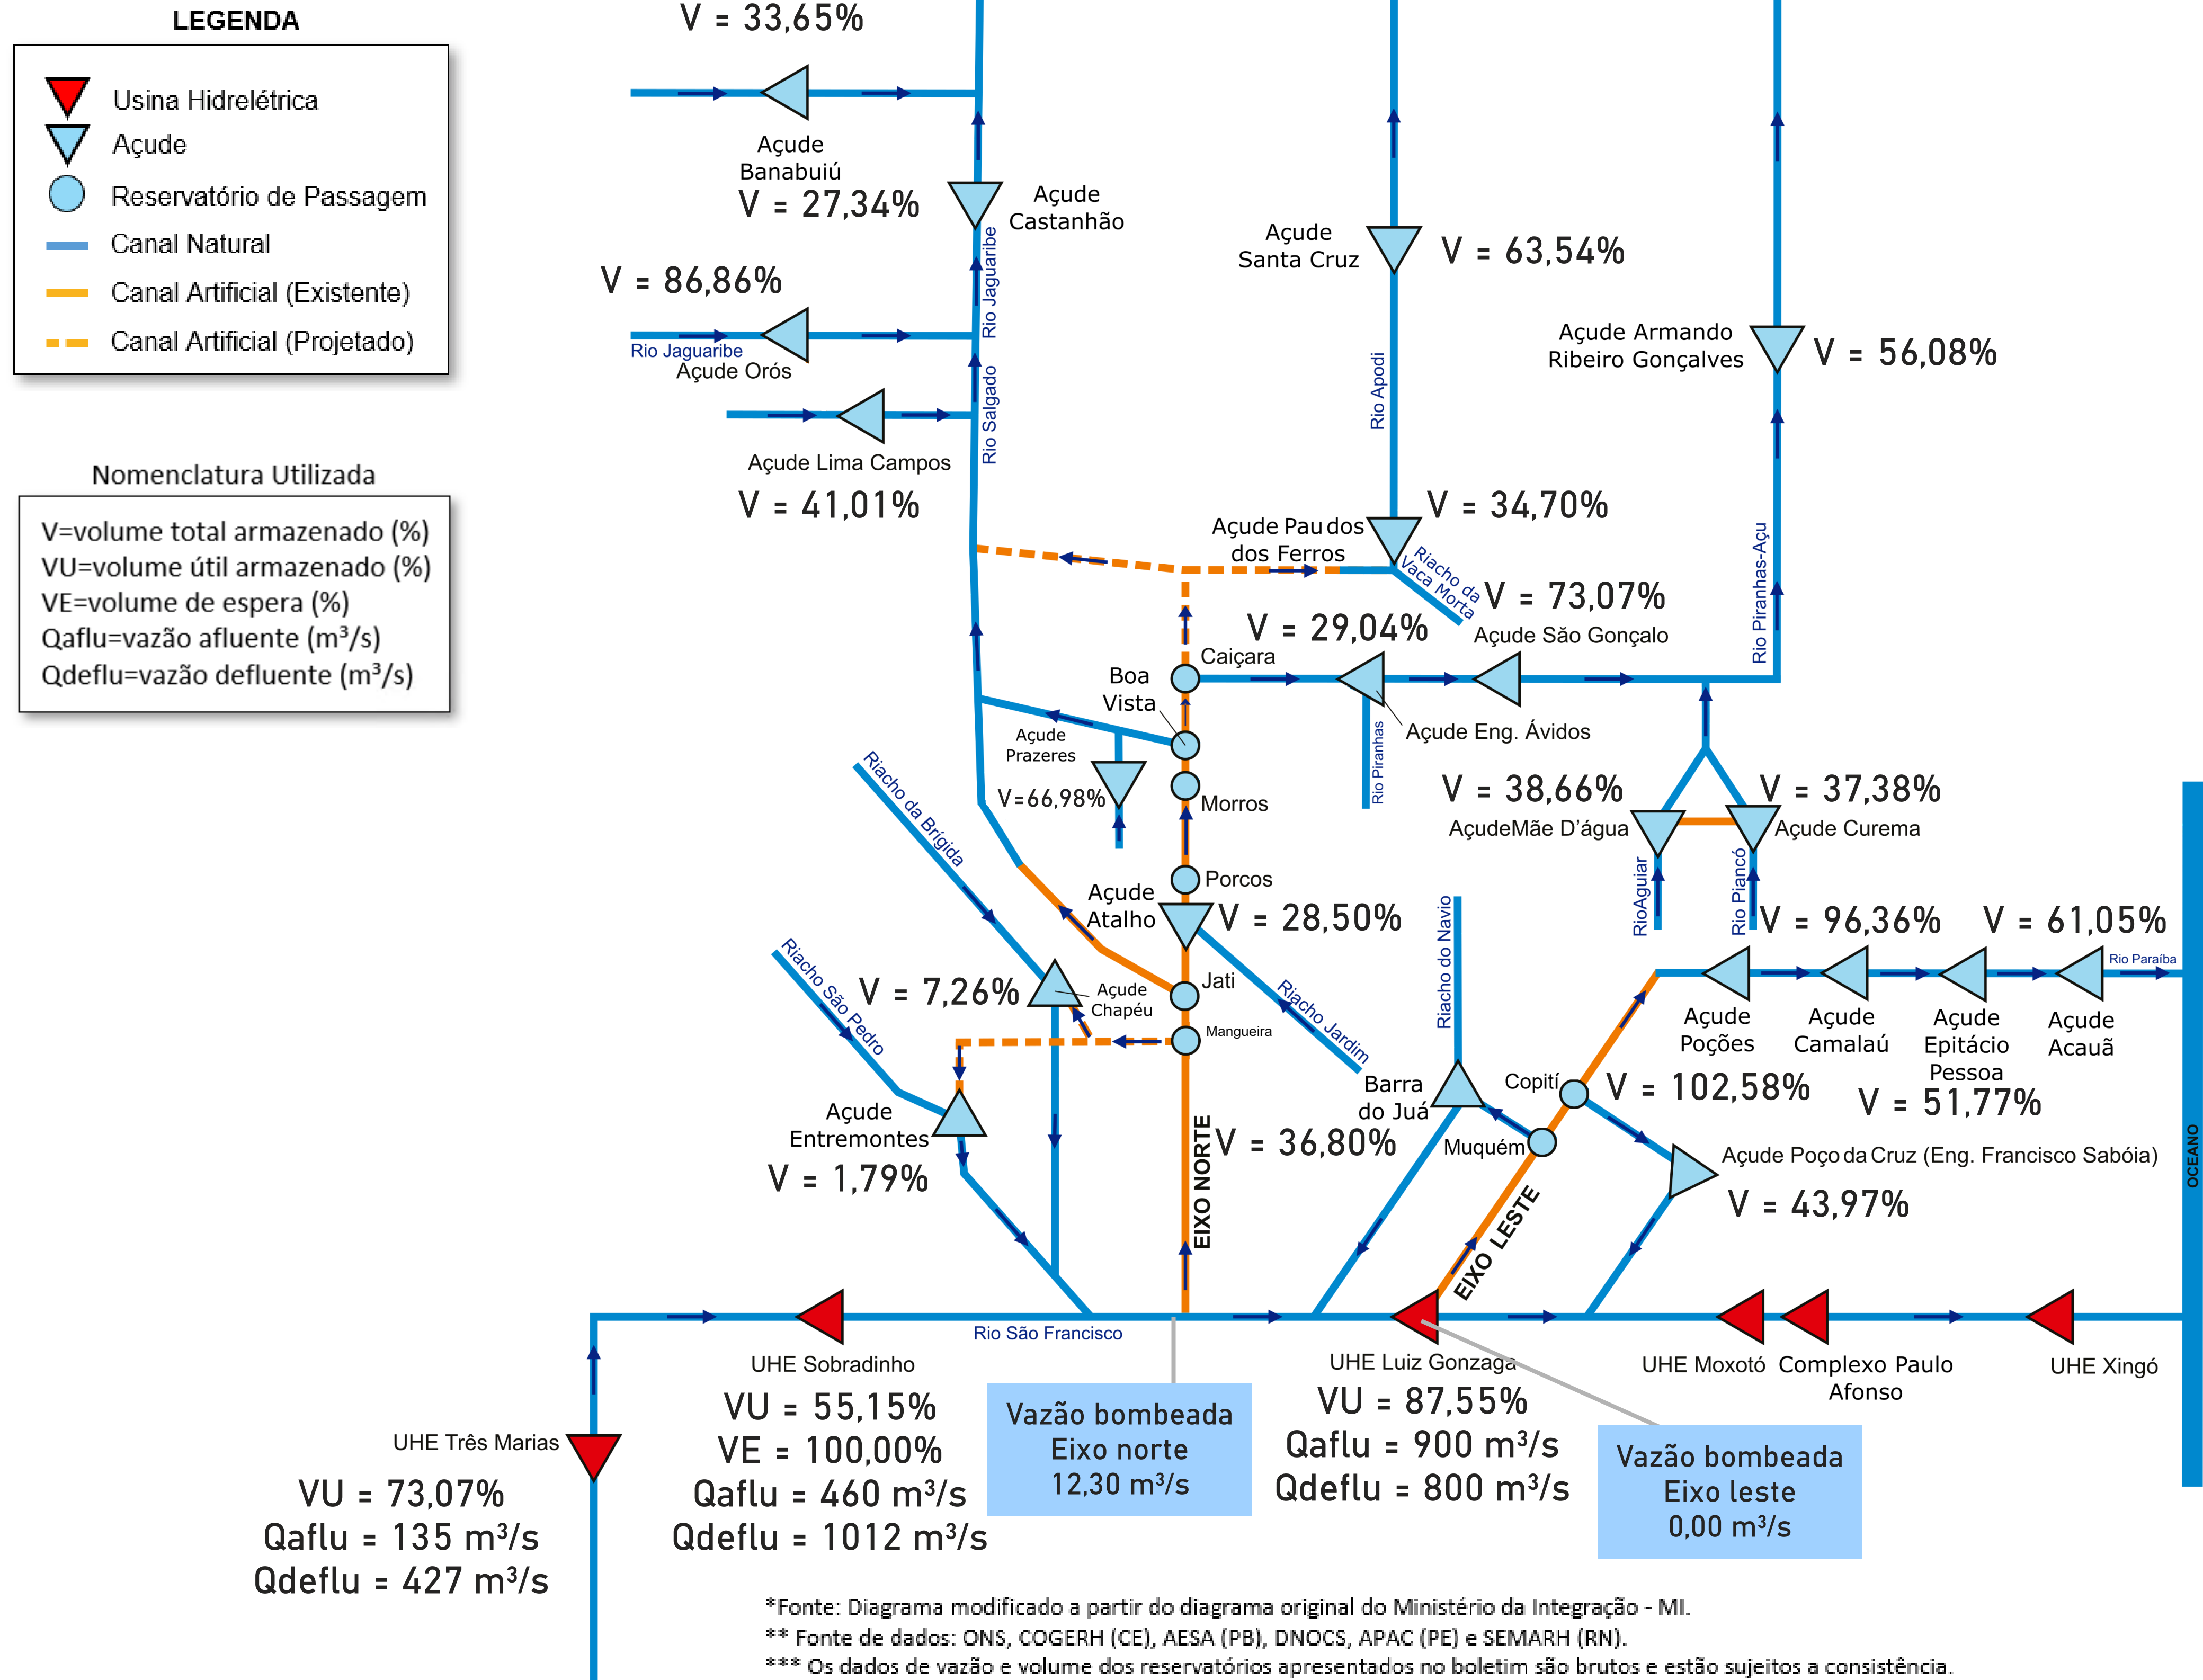 LEGENDA
Usina Hidrelétrica
Açude
Reservatório de Passagem
Canal Natural
Canal Artificial (Existente)
Canal Artificial (Projetado)
Nomenclatura Utilizada
V=volume total armazenado (%)
VU=volume útil armazenado (%)
VE=volume de espera (%)
Qaflu=vazão afluente (m³/s)
Qdeflu=vazão defluente (m³/s)
V = 33,65%
Açude
Banabuiú
V = 27,34%
Açude
Castanhão
Rio Jaguaribe
V = 86,86%
Rio Jaguaribe
Açude Orós
Rio Salgado
Açude Lima Campos
V = 41,01%
Açude
Santa Cruz
V = 63,54%
Rio Apodi
Açude Armando
Ribeiro Gonçalves
V = 56,08%
Rio Piranhas-Açu
Açude Pau dos
dos Ferros
V = 34,70%
Riacho da
Vaca Morta
V = 73,07%
Açude São Gonçalo
V = 29,04%
Caiçara
Boa
Vista
Açude Eng. Ávidos
Rio Piranhas
Açude
Prazeres
V=66,98%
Morros
Riacho da Brígida
Porcos
Açude
Atalho
V = 28,50%
V = 38,66%
AçudeMãe D'água
V = 37,38%
Açude Curema
RioAguiar
Rio Piancó
V = 96,36%
V = 61,05%
Rio Paraíba
Riacho São Pedro
V = 7,26%
Açude
Chapéu
Jati
Mangueira
Riacho Jardim
Riacho do Navio
Açude
Poções
Açude
Camalaú
Açude
Epitácio
Pessoa
Açude
Acauã
V = 102,58%
V = 51,77%
Barra
do Juá
Copití
Muquém
V = 36,80%
Açude
Entremontes
V = 1,79%
EIXO NORTE
EIXO LESTE
Açude Poço da Cruz (Eng. Francisco Sabóia)
V = 43,97%
OCEANO
Rio São Francisco
UHE Sobradinho
VU = 55,15%
VE = 100,00%
Qaflu = 460 m³/s
Qdeflu = 1012 m³/s
UHE Três Marias
VU = 73,07%
Qaflu = 135 m³/s
Qdeflu = 427 m³/s
Vazão bombeada
Eixo norte
12,30 m³/s
UHE Luiz Gonzaga
VU = 87,55%
Qaflu = 900 m³/s
Qdeflu = 800 m³/s
Vazão bombeada
Eixo leste
0,00 m³/s
UHE Moxotó
Complexo Paulo
Afonso
UHE Xingó
*Fonte: Diagrama modificado a partir do diagrama original do Ministério da Integração - MI.
** Fonte de dados: ONS, COGERH (CE), AESA (PB), DNOCS, APAC (PE) e SEMARH (RN).
*** Os dados de vazão e volume dos reservatórios apresentados no boletim são brutos e estão sujeitos a consistência.